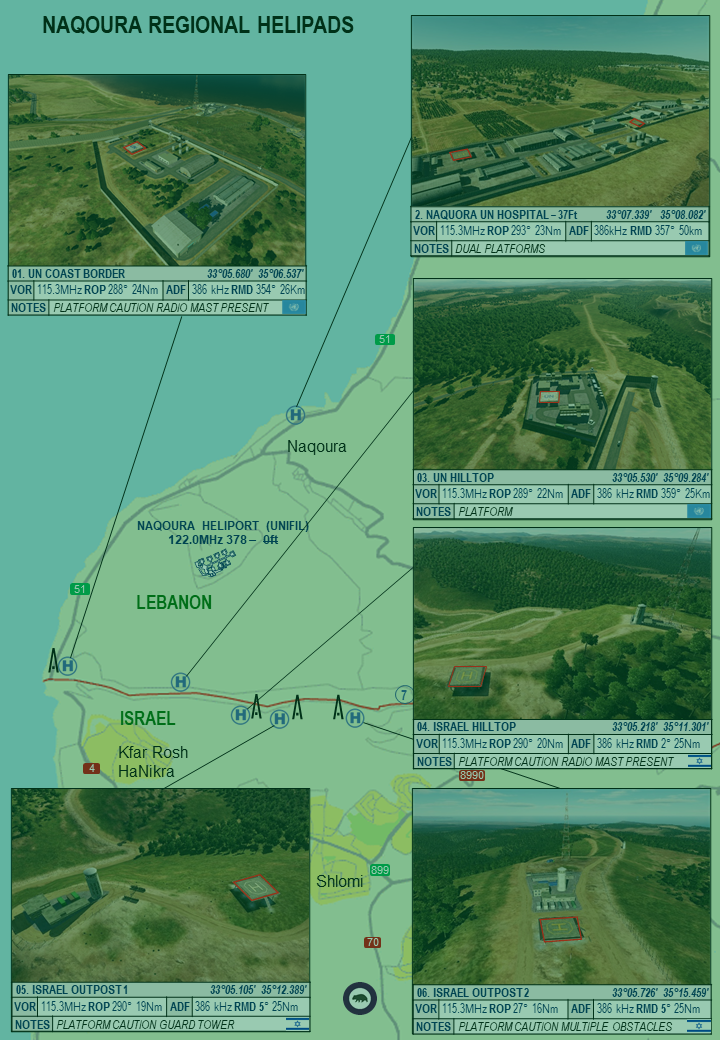 NAQOURA REGIONAL HELIPADS
01. UN COAST BORDER 33°05.680' 35°06.537'
VOR 115.3MHz ROP 288° 24Nm ADF 386 kHz RMD 354° 26Km
NOTES PLATFORM CAUTION RADIO MAST PRESENT
2. NAQUORA UN HOSPITAL – 37Ft 33°07.339' 35°08.082'
VOR 115.3MHz ROP 293° 23Nm ADF 386kHz RMD 357° 50km
NOTES DUAL PLATFORMS
51
H
Naqoura
03. UN HILLTOP 33°05.530' 35°09.284'
VOR 115.3MHz ROP 289° 22Nm ADF 386 kHz RMD 359° 25Km
NOTES PLATFORM
NAQOURA HELIPORT (UNIFIL)
122.0MHz 378 – 0ft
51
LEBANON
H
H
H
H
H
7
ISRAEL
Kfar Rosh
HaNikra
4
04. ISRAEL HILLTOP 33°05.218' 35°11.301'
VOR 115.3MHz ROP 290° 20Nm ADF 386 kHz RMD 2° 25Nm
NOTES PLATFORM CAUTION RADIO MAST PRESENT
8990
899
Shlomi
70
05. ISRAEL OUTPOST 1 33°05.105' 35°12.389'
VOR 115.3MHz ROP 290° 19Nm ADF 386 kHz RMD 5° 25Nm
NOTES PLATFORM CAUTION GUARD TOWER
06. ISRAEL OUTPOST 2 33°05.726' 35°15.459'
VOR 115.3MHz ROP 27° 16Nm ADF 386 kHz RMD 5° 25Nm
NOTES PLATFORM CAUTION MULTIPLE OBSTACLES